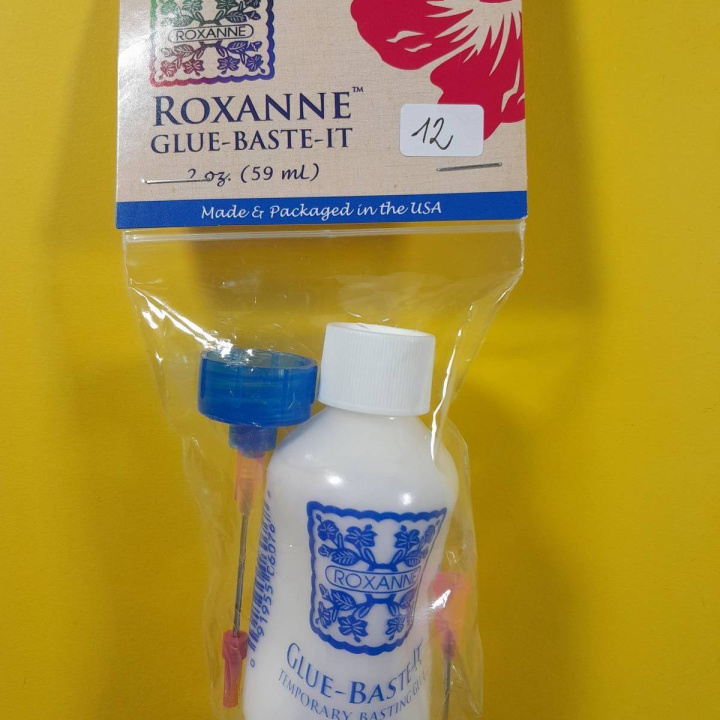 ROXANNE
ROXANNE™
GLUE-BASTE-IT
12
2 oz. (59 mL)
Made & Packaged in the USA
ROXANNE
GLUE-BASTE-IT
TEMPORARY BASTING